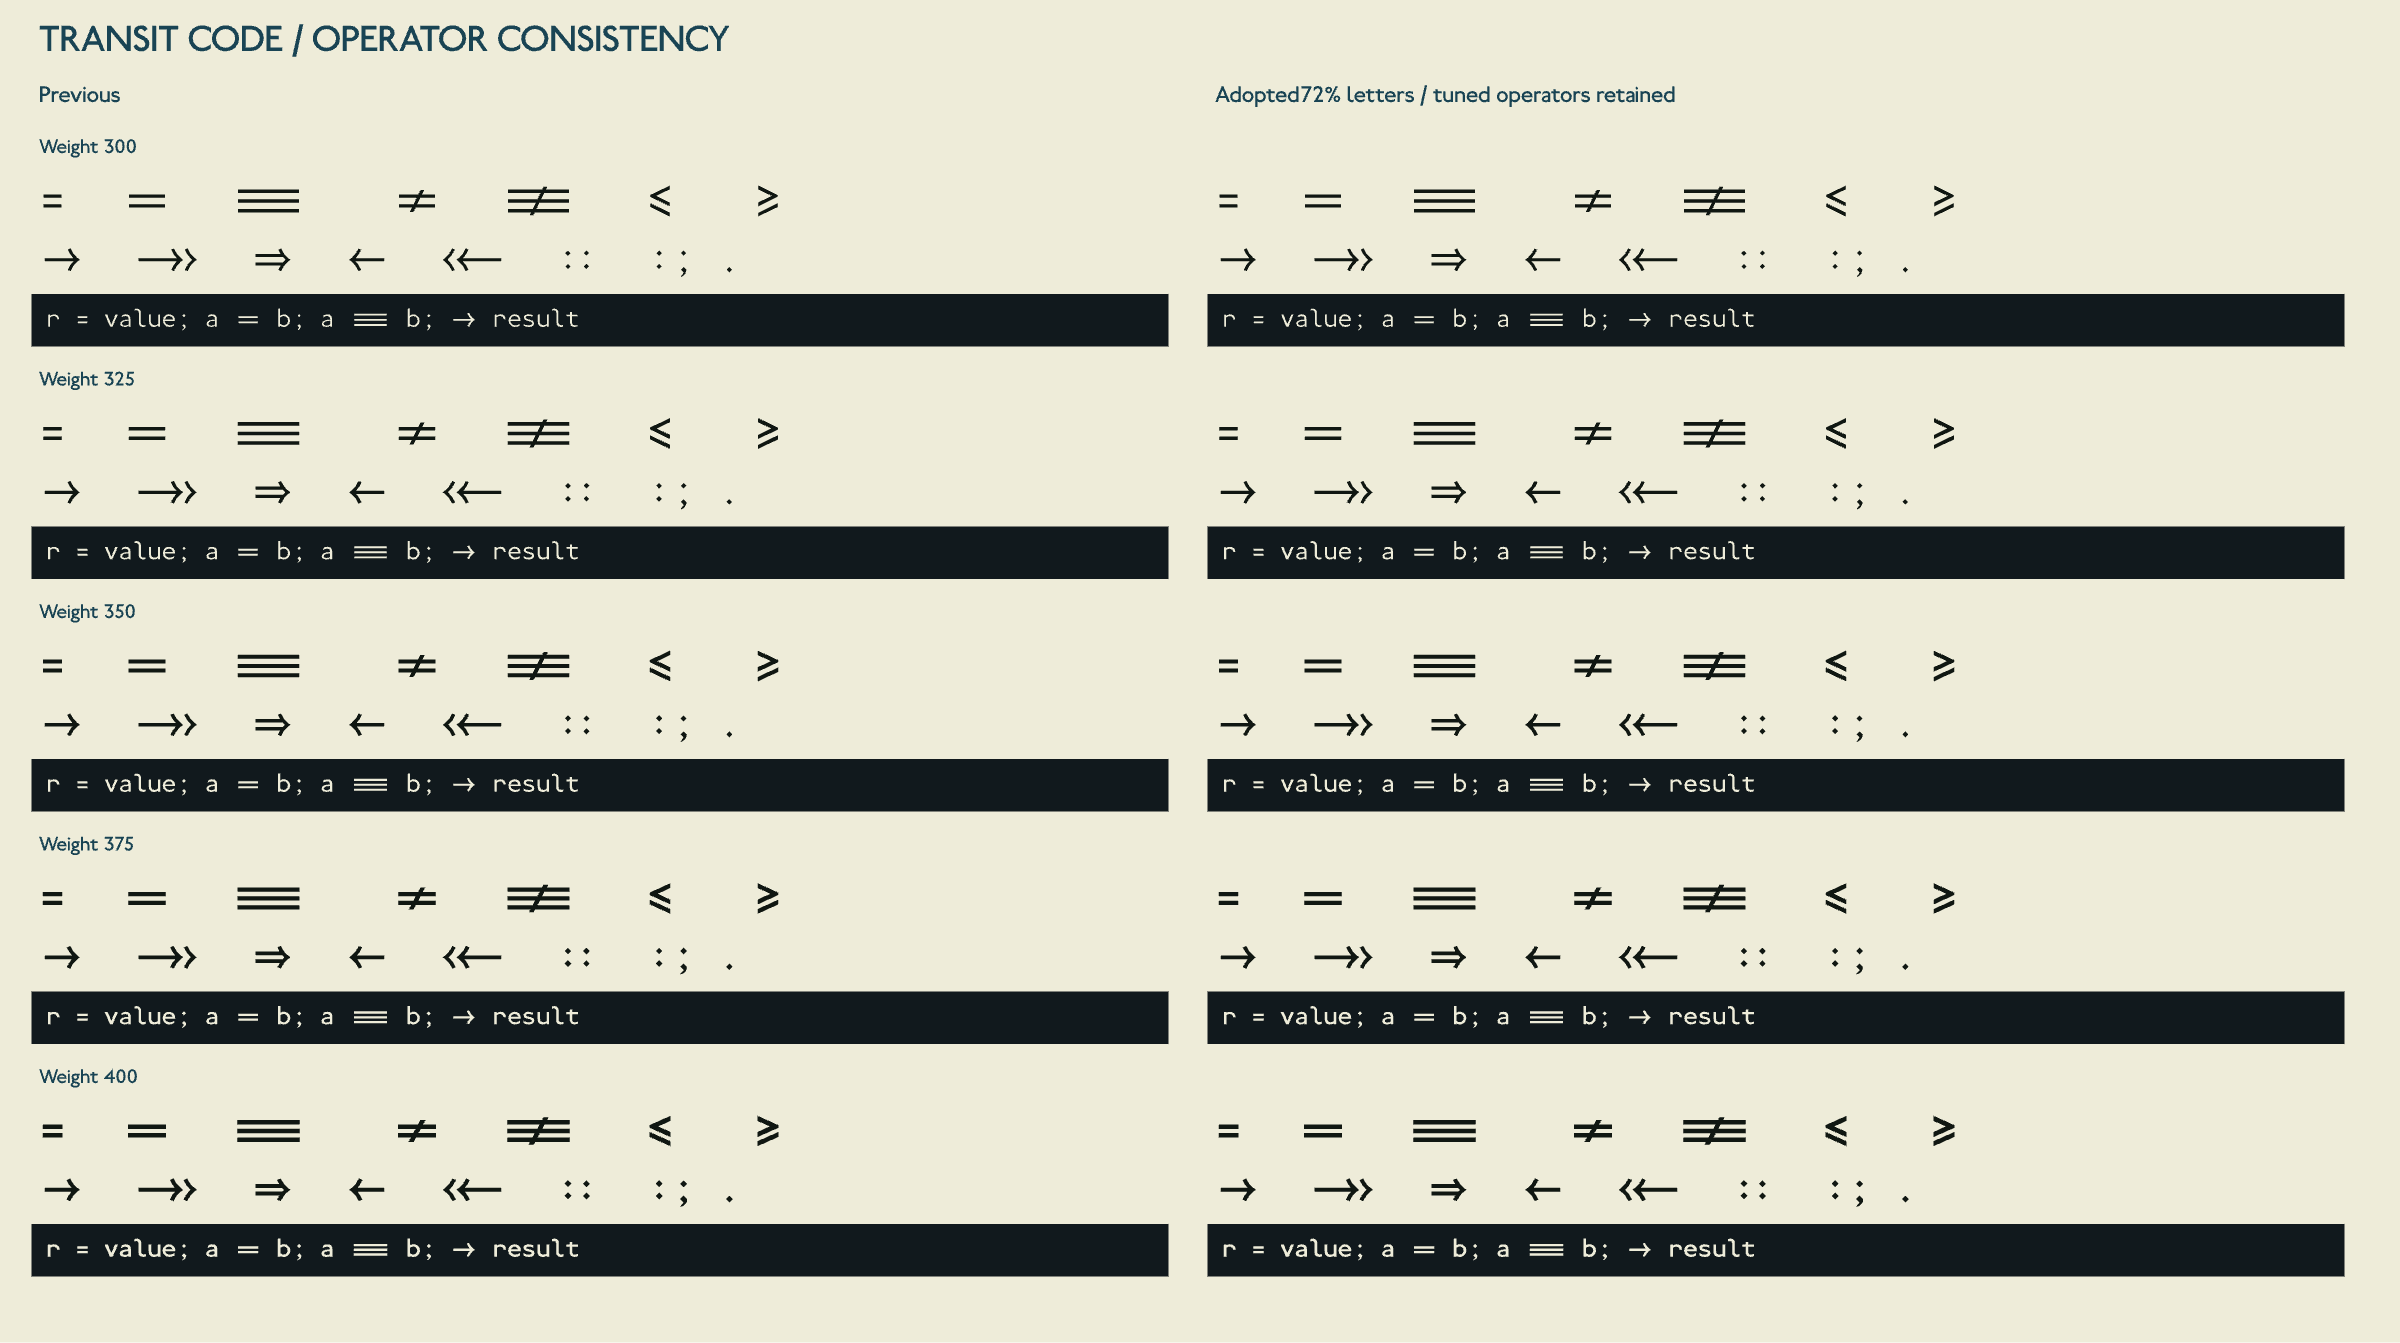 TRANSIT CODE / OPERATOR CONSISTENCY
Previous
Adopted72% letters / tuned operators retained
Weight 300
= ＝ ≡ ≠ ≢ ⩽ ⩾
= ＝ ≡ ≠ ≢ ⩽ ⩾
→ ↠ ⇒ ← ↞ :: :; .
→ ↠ ⇒ ← ↞ :: :; .
r = value; a ＝ b; a ≡ b; → result
r = value; a ＝ b; a ≡ b; → result
Weight 325
= ＝ ≡ ≠ ≢ ⩽ ⩾
= ＝ ≡ ≠ ≢ ⩽ ⩾
→ ↠ ⇒ ← ↞ :: :; .
→ ↠ ⇒ ← ↞ :: :; .
r = value; a ＝ b; a ≡ b; → result
r = value; a ＝ b; a ≡ b; → result
Weight 350
= ＝ ≡ ≠ ≢ ⩽ ⩾
= ＝ ≡ ≠ ≢ ⩽ ⩾
→ ↠ ⇒ ← ↞ :: :; .
→ ↠ ⇒ ← ↞ :: :; .
r = value; a ＝ b; a ≡ b; → result
r = value; a ＝ b; a ≡ b; → result
Weight 375
= ＝ ≡ ≠ ≢ ⩽ ⩾
= ＝ ≡ ≠ ≢ ⩽ ⩾
→ ↠ ⇒ ← ↞ :: :; .
→ ↠ ⇒ ← ↞ :: :; .
r = value; a ＝ b; a ≡ b; → result
r = value; a ＝ b; a ≡ b; → result
Weight 400
= ＝ ≡ ≠ ≢ ⩽ ⩾
= ＝ ≡ ≠ ≢ ⩽ ⩾
→ ↠ ⇒ ← ↞ :: :; .
→ ↠ ⇒ ← ↞ :: :; .
r = value; a ＝ b; a ≡ b; → result
r = value; a ＝ b; a ≡ b; → result